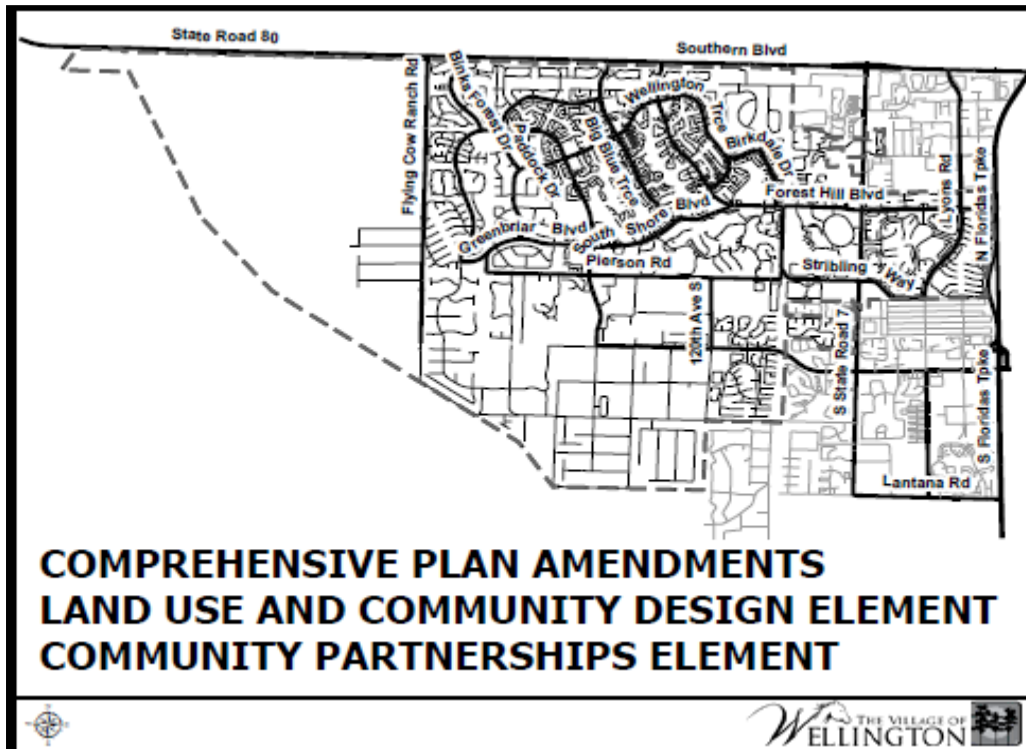 State Road 80
Southern Blvd
Flying Cow Ranch Rd
Binks Forest Dr
Paddock Dr
Big Blue Trce
Wellington Trce
Birkdale Dr
Forest Hill Blvd
Lyons Rd
N Floridas Tpke
Greenbriar Blvd
South Shore Blvd
Pierson Rd
Stribling Way
120th Ave S
S State Road 7
S Floridas Tpke
Lantana Rd
COMPREHENSIVE PLAN AMENDMENTS
LAND USE AND COMMUNITY DESIGN ELEMENT
COMMUNITY PARTNERSHIPS ELEMENT
THE VILLAGE OF
WELLINGTON